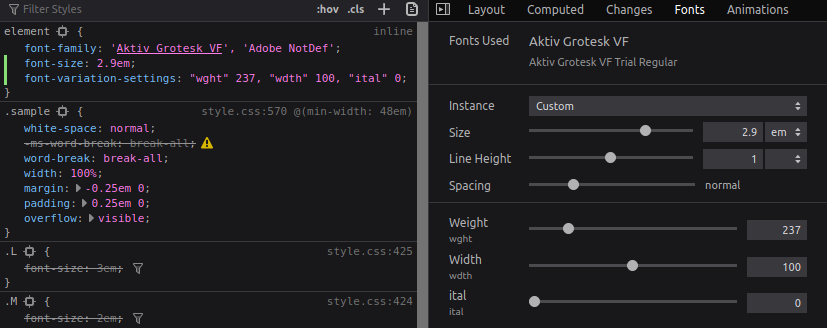 Filter Styles
:hov .cls +
element { inline
font-family: 'Aktiv Grotesk VF', 'Adobe NotDef';
font-size: 2.9em;
font-variation-settings: "wght" 237, "wdth" 100, "ital" 0;
}
.sample { style.css:570 @(min-width: 48em)
white-space: normal;
-ms-word-break: break-all;
word-break: break-all;
width: 100%;
margin: -0.25em 0;
padding: 0.25em 0;
overflow: visible;
}
.L { style.css:425
font-size: 3em;
}
.M { style.css:424
font-size: 2em;
Layout Computed Changes Fonts Animations
Fonts Used Aktiv Grotesk VF
Aktiv Grotesk VF Trial Regular
Instance Custom
Size 2.9 em
Line Height 1
Spacing normal
Weight 237
wght
Width 100
wdth
ital 0
ital